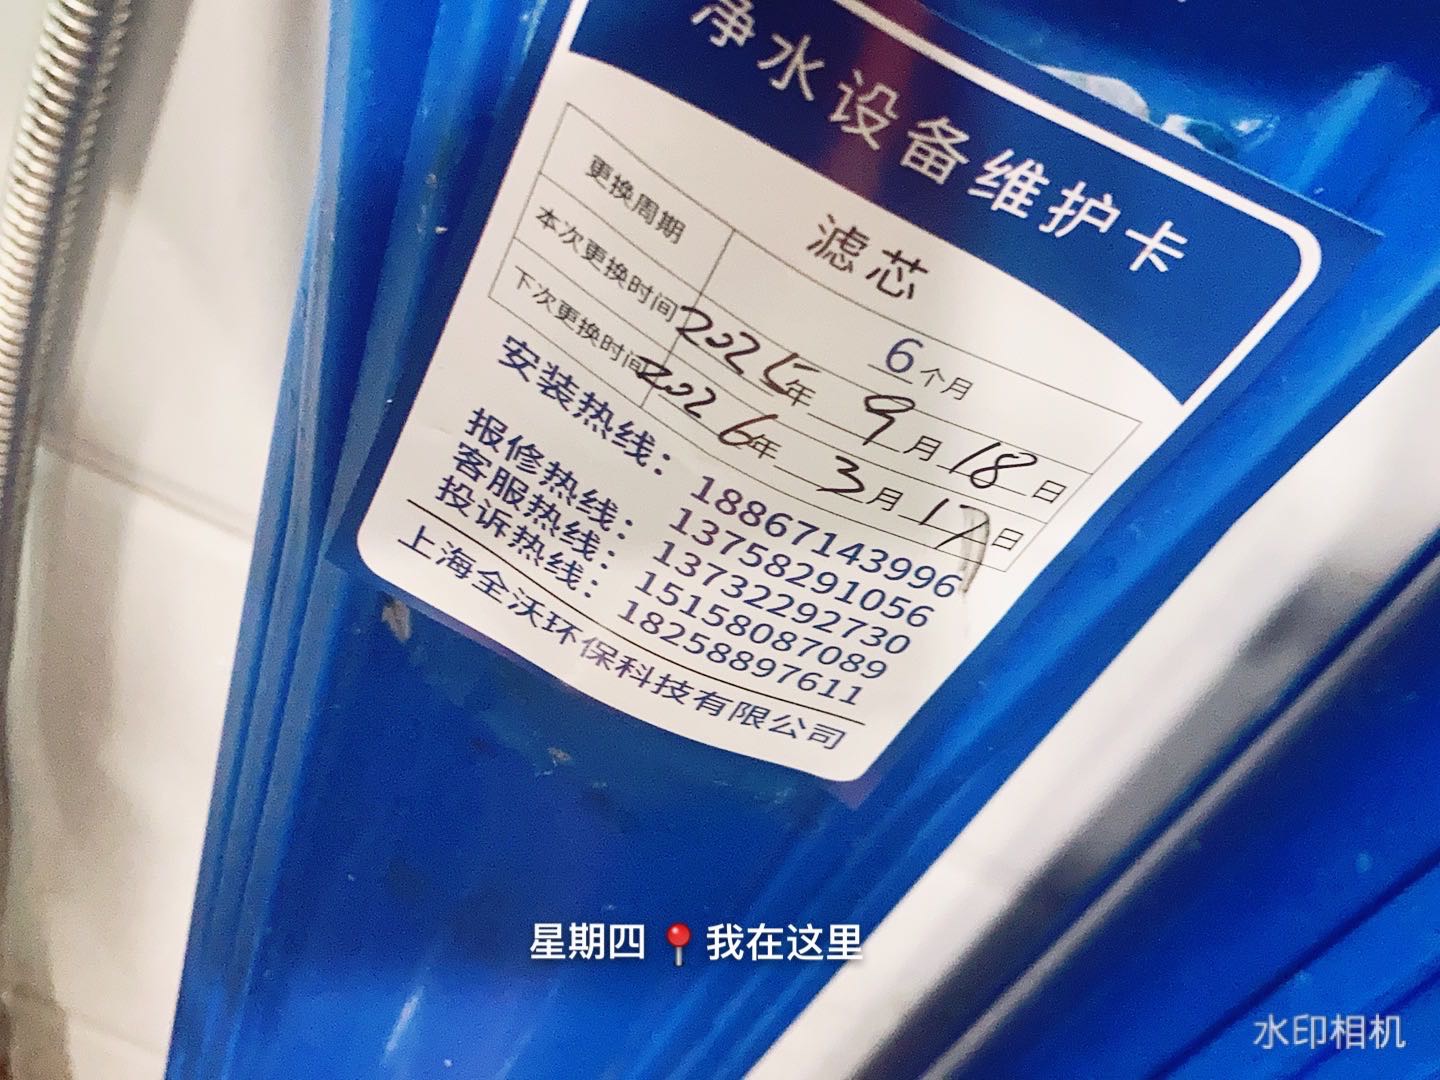 净水设备维护卡
滤芯
更换周期 6个月
本次更换时间 2025年9月18日
下次更换时间 2026年3月17日
安装热线：18867143996
13758291056
报修热线：13732292730
客服热线：15158087089
投诉热线：18258897611
上海全沃环保科技有限公司
星期四📍我在这里
水印相机